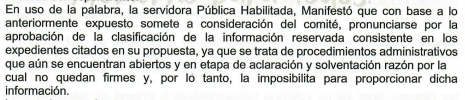 En uso de la palabra, la servidora Pública Habilitada, Manifestó que con base a lo
anteriormente expuesto somete a consideración del comité, pronunciarse por la
aprobación de la clasificación de la información reservada consistente en los
expedientes citados en su propuesta, ya que se trata de procedimientos administrativos
que aún se encuentran abiertos y en etapa de aclaración y solventación razón por la
cual no quedan firmes y, por lo tanto, la imposibilita para proporcionar dicha
información.